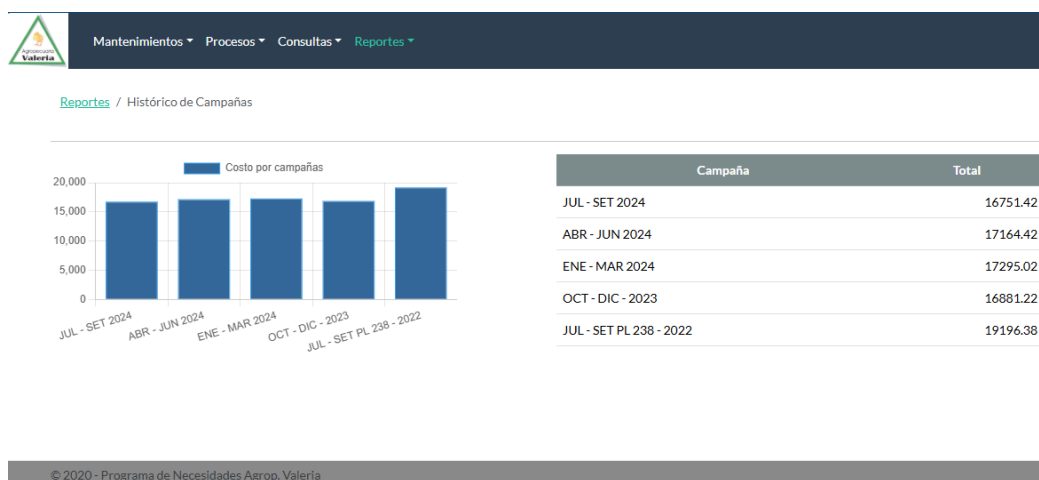 Agropecuaria
Valeria
Mantenimientos Procesos Consultas Reportes
Reportes / Histórico de Campañas
Costo por campañas
20,000
15,000
10,000
5,000
0
JUL - SET 2024
ABR - JUN 2024
ENE - MAR 2024
OCT - DIC - 2023
JUL - SET PL 238 - 2022
Campaña Total
JUL - SET 2024 16751.42
ABR - JUN 2024 17164.42
ENE - MAR 2024 17295.02
OCT - DIC - 2023 16881.22
JUL - SET PL 238 - 2022 19196.38
© 2020 - Programa de Necesidades Agrop. Valeria